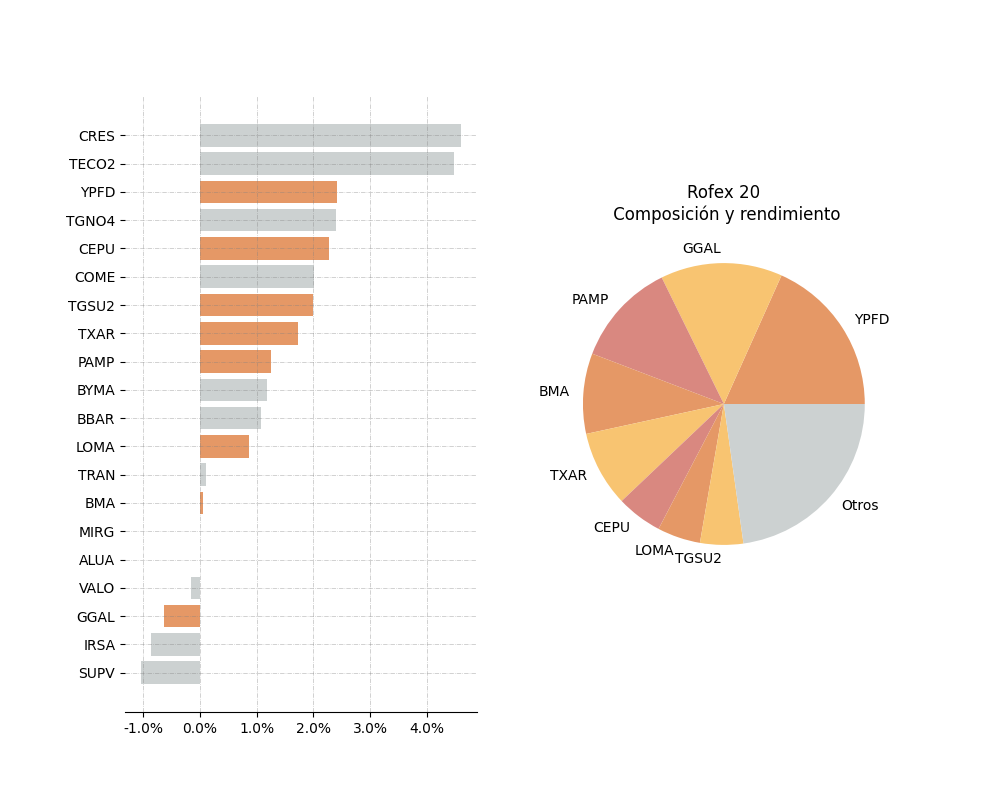 CRES
TECO2
YPFD
TGNO4
CEPU
COME
TGSU2
TXAR
PAMP
BYMA
BBAR
LOMA
TRAN
BMA
MIRG
ALUA
VALO
GGAL
IRSA
SUPV
-1.0% 0.0% 1.0% 2.0% 3.0% 4.0%
Rofex 20
Composición y rendimiento
GGAL
PAMP
YPFD
BMA
TXAR
Otros
CEPU
LOMA
TGSU2